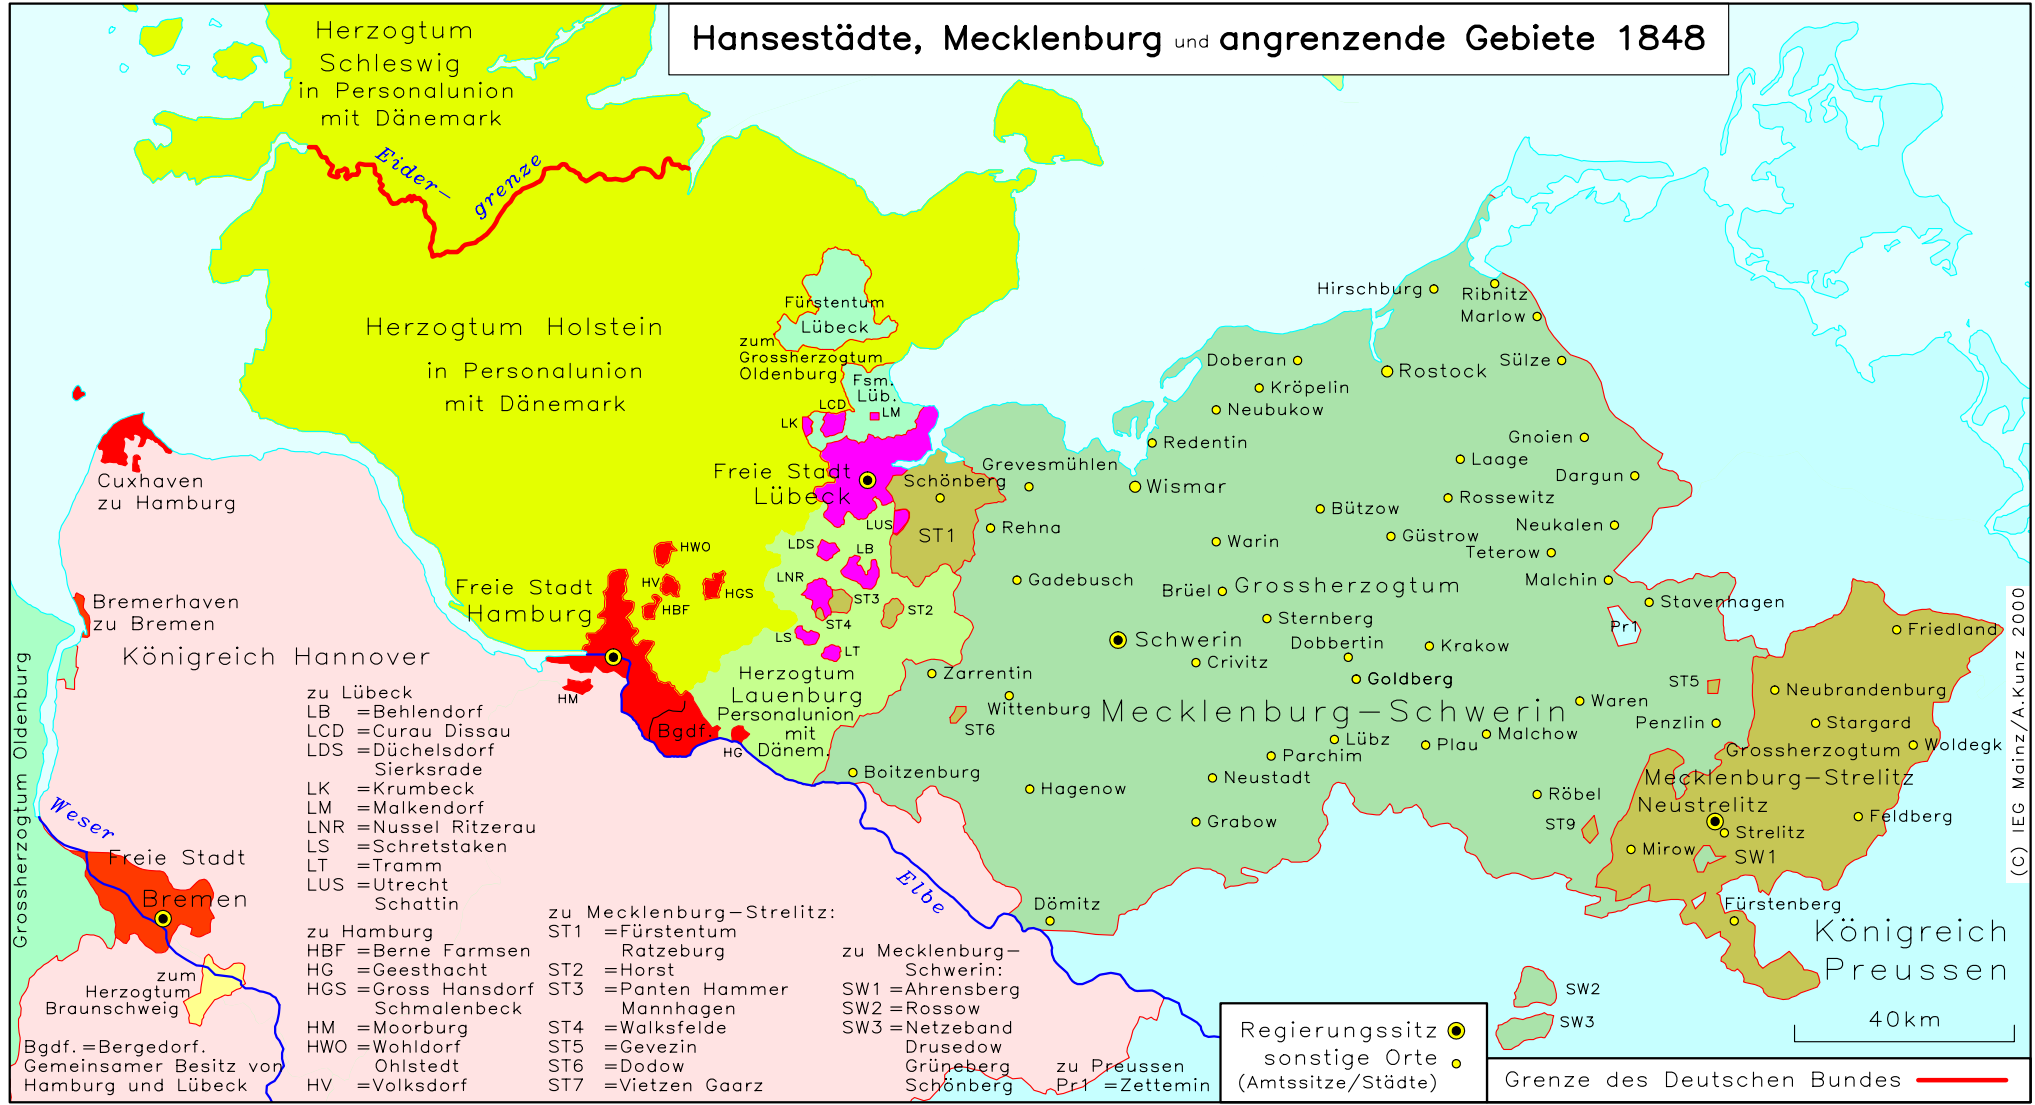 Hansestädte, Mecklenburg und angrenzende Gebiete 1848
Herzogtum
Schleswig
in Personalunion
mit Dänemark
Eider-
grenze
Herzogtum Holstein
in Personalunion
mit Dänemark
Fürstentum
Lübeck
zum
Grossherzogtum
Oldenburg
Fsm.
Lüb.
LCD
LM
LK
Freie Stadt
Lübeck
LUS
Schönberg
ST1
LDS
LB
LNR
ST3
ST2
ST4
LS
LT
Herzogtum
Lauenburg
Personalunion
mit
Dänem.
HWO
HV
HBF
HGS
Freie Stadt
Hamburg
HM
Bgdf.
HG
Cuxhaven
zu Hamburg
Bremerhaven
zu Bremen
Königreich Hannover
Grossherzogtum Oldenburg
Weser
Freie Stadt
Bremen
zum
Herzogtum
Braunschweig
Bgdf.=Bergedorf.
Gemeinsamer Besitz von
Hamburg und Lübeck
zu Lübeck
LB =Behlendorf
LCD =Curau Dissau
LDS =Düchelsdorf
Sierksrade
LK =Krumbeck
LM =Malkendorf
LNR =Nussel Ritzerau
LS =Schretstaken
LT =Tramm
LUS =Utrecht
Schattin
zu Hamburg
HBF =Berne Farmsen
HG =Geesthacht
HGS =Gross Hansdorf
Schmalenbeck
HM =Moorburg
HWO =Wohldorf
Ohlstedt
HV =Volksdorf
zu Mecklenburg-Strelitz:
ST1 =Fürstentum
Ratzeburg
ST2 =Horst
ST3 =Panten Hammer
Mannhagen
ST4 =Walksfelde
ST5 =Gevezin
ST6 =Dodow
ST7 =Vietzen Gaarz
zu Mecklenburg-
Schwerin:
SW1 =Ahrensberg
SW2 =Rossow
SW3 =Netzeband
Drusedow
Grüneberg
Schönberg
zu Preussen
Pr1 =Zettemin
Elbe
Hirschburg
Ribnitz
Marlow
Doberan
Rostock
Sülze
Kröpelin
Neubukow
Redentin
Gnoien
Laage
Dargun
Grevesmühlen
Wismar
Rossewitz
Bützow
Rehna
Neukalen
Warin
Güstrow
Teterow
Gadebusch
Brüel
Grossherzogtum
Malchin
Stavenhagen
Sternberg
Pr1
Friedland
Schwerin
Dobbertin
Krakow
Crivitz
Zarrentin
Goldberg
ST5
Neubrandenburg
Wittenburg
Mecklenburg-Schwerin
Waren
ST6
Penzlin
Stargard
Lübz
Plau
Malchow
Grossherzogtum
Woldegk
Parchim
Boitzenburg
Neustadt
Mecklenburg-Strelitz
Hagenow
Röbel
Neustrelitz
Grabow
ST9
Strelitz
Feldberg
Mirow
SW1
Dömitz
Fürstenberg
Königreich
Preussen
SW2
SW3
40km
Regierungssitz
sonstige Orte
(Amtssitze/Städte)
Grenze des Deutschen Bundes
(C) IEG Mainz/A.Kunz 2000